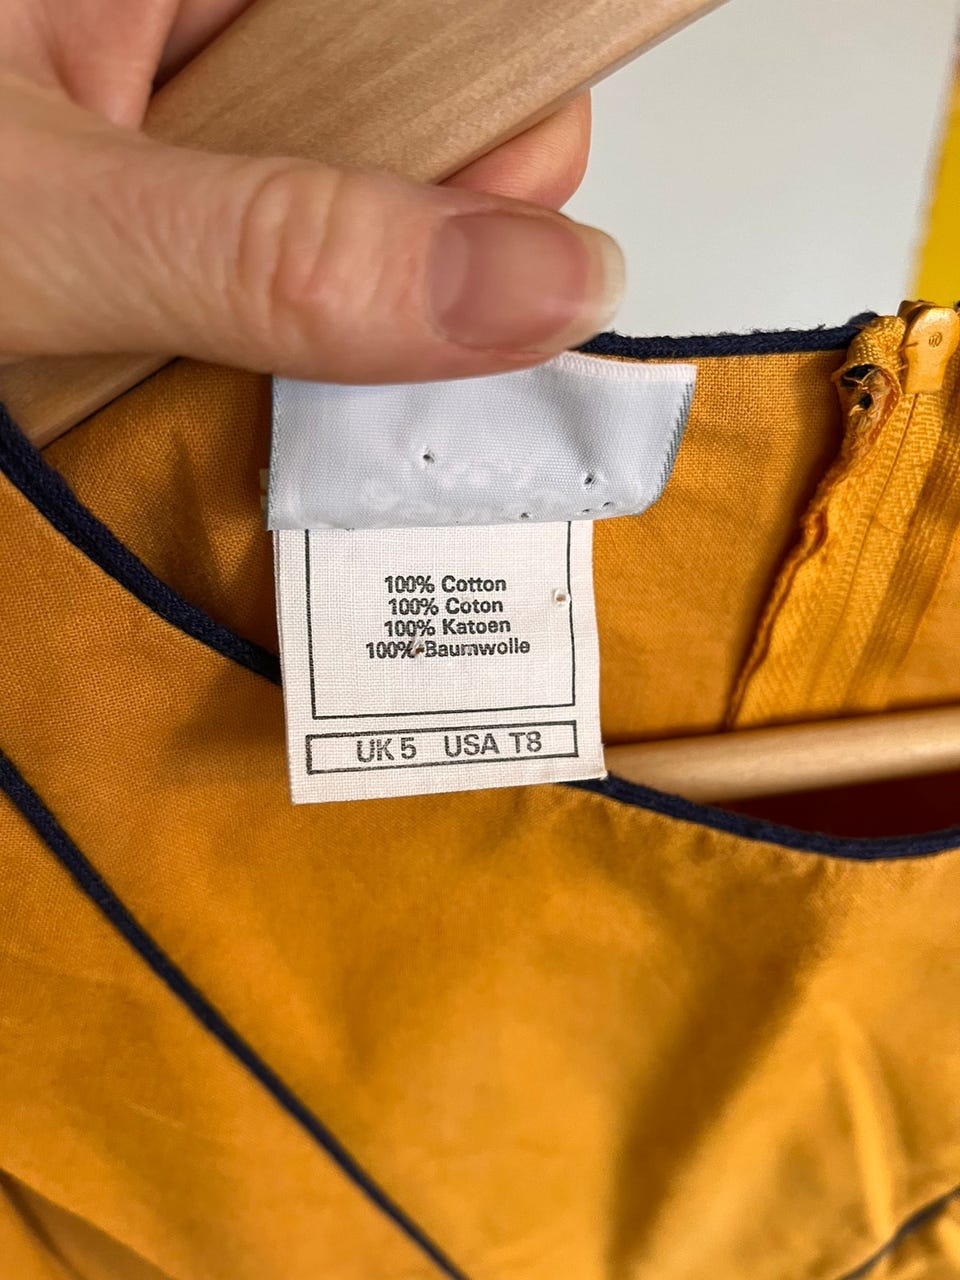 100% Cotton
100% Coton
100% Katoen
100% Baumwolle
UK 5 USA T8